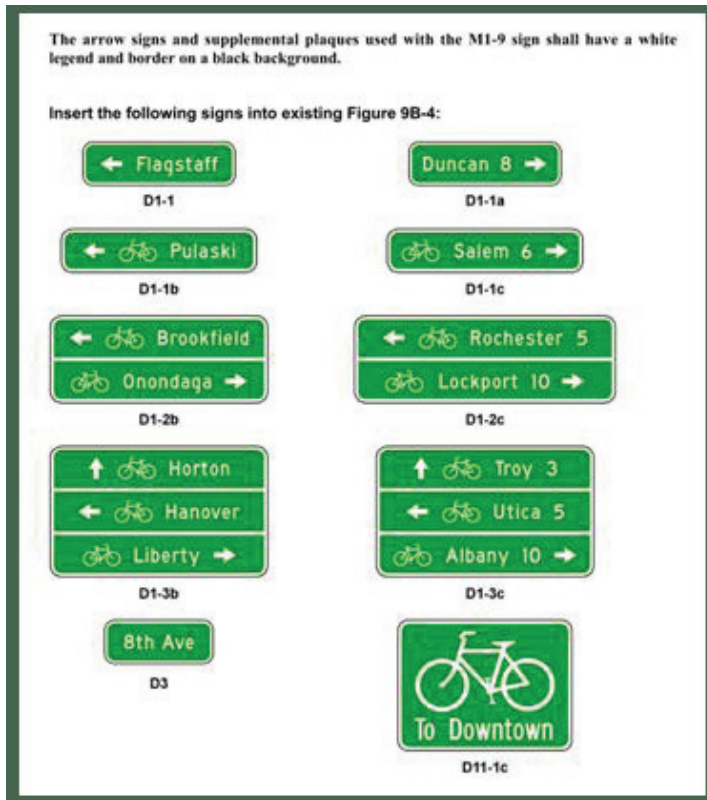 The arrow signs and supplemental plaques used with the M1-9 sign shall have a white
legend and border on a black background.
Insert the following signs into existing Figure 9B-4:
Flagstaff
Duncan 8
D1-1
D1-1a
Pulaski
Salem 6
D1-1b
D1-1c
Brookfield
Onondaga
Rochester 5
Lockport 10
D1-2b
D1-2c
Horton
Hanover
Liberty
Troy 3
Utica 5
Albany 10
D1-3b
D1-3c
8th Ave
D3
To Downtown
D11-1c